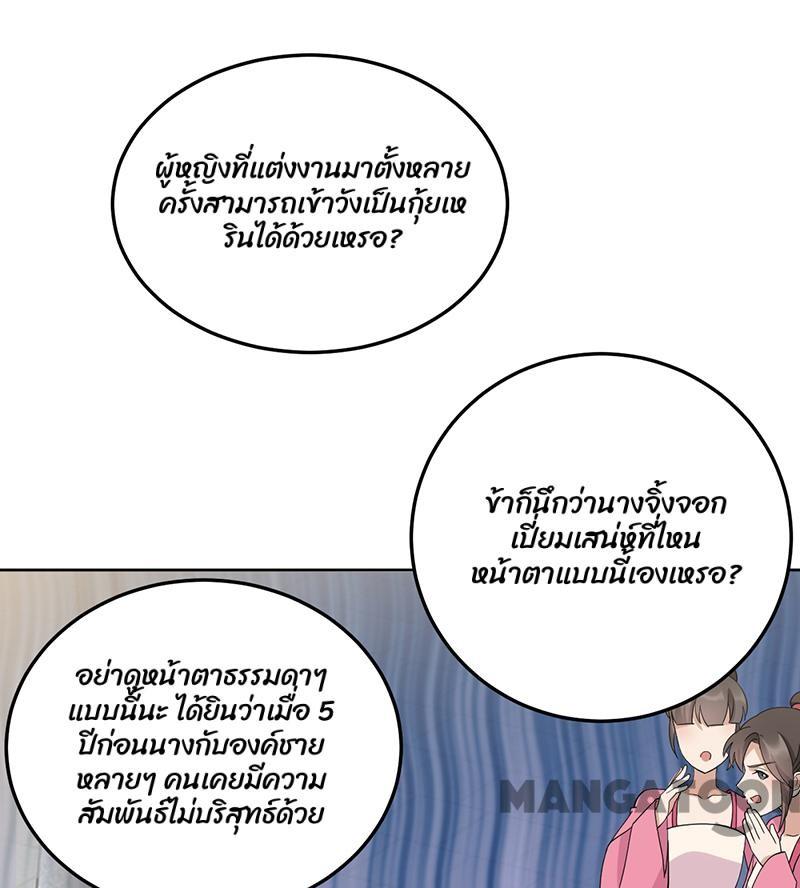 ผู้หญิงที่แต่งงานมาตั้งหลาย
ครั้งสามารถเข้าวังเป็นกุ้ยเห
รินได้ด้วยเหรอ?
ข้าก็นึกว่านางจิ้งจอก
เปี่ยมเสน่ห์ที่ไหน
หน้าตาแบบนี้เองเหรอ?
อย่าดูหน้าตาธรรมดาๆ
แบบนี้นะ ได้ยินว่าเมื่อ 5
ปีก่อนนางกับองค์ชาย
หลายๆ คนเคยมีความ
สัมพันธ์ไม่บริสุทธ์ด้วย
MANGATOON